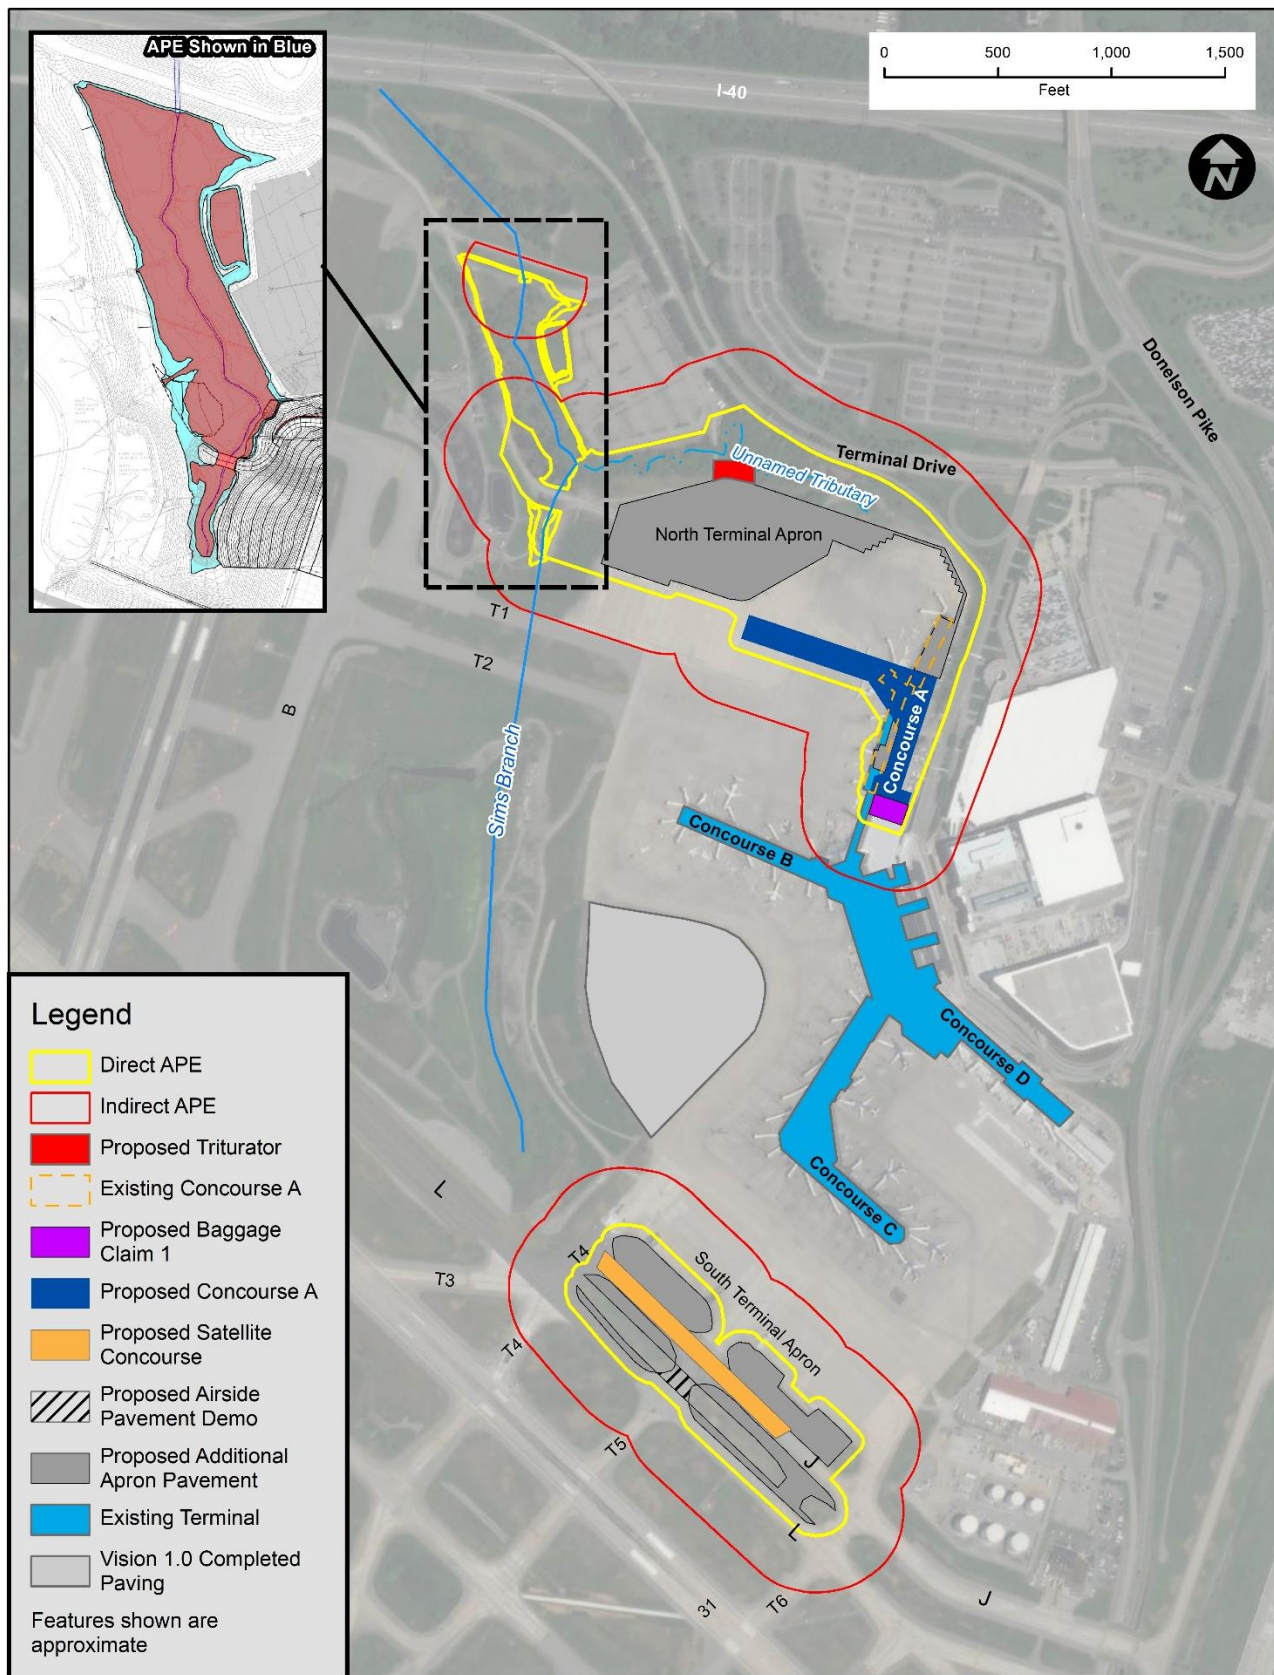 APE Shown in Blue
0 500 1,000 1,500
Feet
I-40
N
Donelson Pike
Terminal Drive
Unnamed Tributary
North Terminal Apron
T1
T2
B
Sims Branch
Concourse A
Concourse B
Concourse D
Concourse C
L
T3
T4
T4
South Terminal Apron
T5
J
L
31
T6
J
Legend
Direct APE
Indirect APE
Proposed Triturator
Existing Concourse A
Proposed Baggage
Claim 1
Proposed Concourse A
Proposed Satellite
Concourse
Proposed Airside
Pavement Demo
Proposed Additional
Apron Pavement
Existing Terminal
Vision 1.0 Completed
Paving
Features shown are
approximate